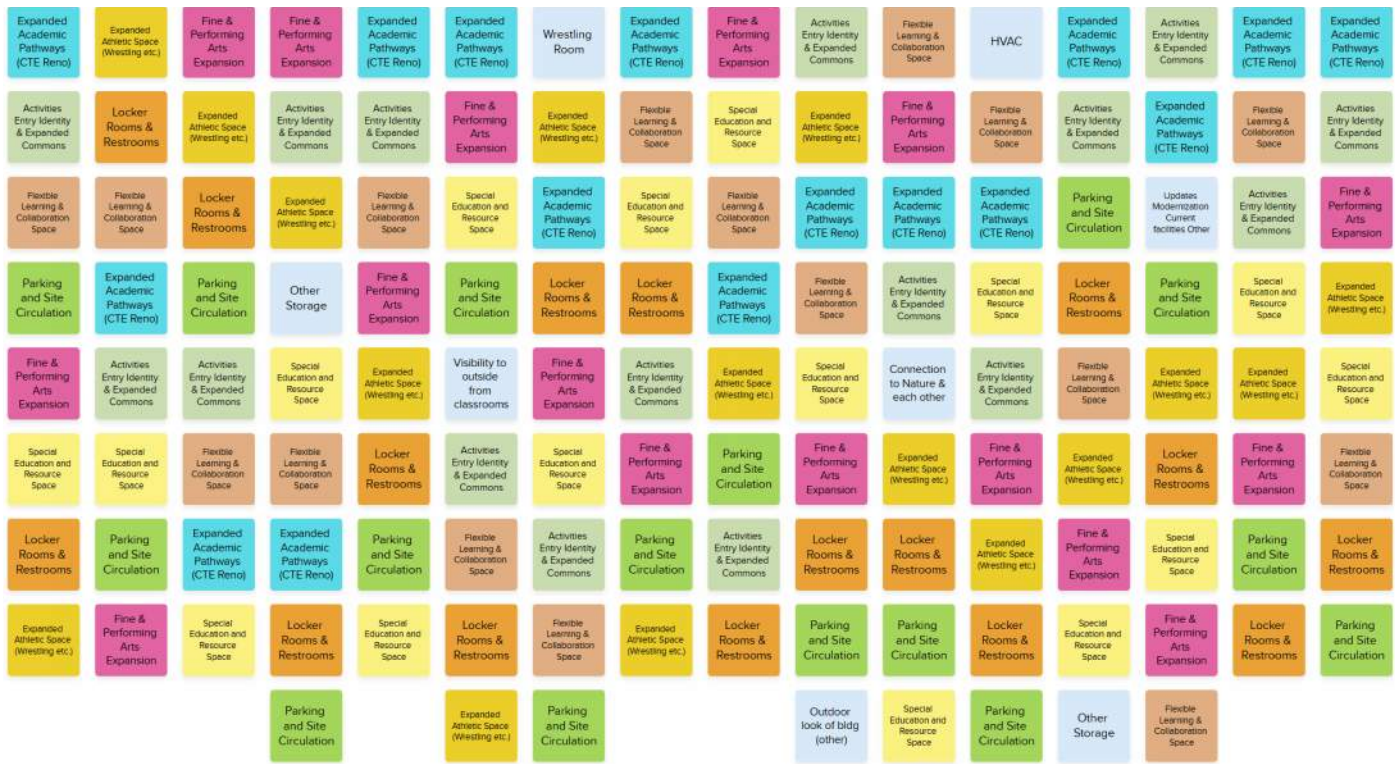 Expanded
Academic
Pathways
(CTE Reno)
Expanded
Athletic Space
(Wrestling etc.)
Fine &
Performing
Arts
Expansion
Fine &
Performing
Arts
Expansion
Expanded
Academic
Pathways
(CTE Reno)
Expanded
Academic
Pathways
(CTE Reno)
Wrestling
Room
Expanded
Academic
Pathways
(CTE Reno)
Fine &
Performing
Arts
Expansion
Activities
Entry Identity
& Expanded
Commons
Flexible
Learning &
Collaboration
Space
HVAC
Expanded
Academic
Pathways
(CTE Reno)
Activities
Entry Identity
& Expanded
Commons
Expanded
Academic
Pathways
(CTE Reno)
Expanded
Academic
Pathways
(CTE Reno)
Activities
Entry Identity
& Expanded
Commons
Locker
Rooms &
Restrooms
Expanded
Athletic Space
(Wrestling etc.)
Activities
Entry Identity
& Expanded
Commons
Activities
Entry Identity
& Expanded
Commons
Fine &
Performing
Arts
Expansion
Expanded
Athletic Space
(Wrestling etc.)
Flexible
Learning &
Collaboration
Space
Special
Education and
Resource
Space
Expanded
Athletic Space
(Wrestling etc.)
Fine &
Performing
Arts
Expansion
Flexible
Learning &
Collaboration
Space
Activities
Entry Identity
& Expanded
Commons
Expanded
Academic
Pathways
(CTE Reno)
Flexible
Learning &
Collaboration
Space
Activities
Entry Identity
& Expanded
Commons
Flexible
Learning &
Collaboration
Space
Flexible
Learning &
Collaboration
Space
Locker
Rooms &
Restrooms
Expanded
Athletic Space
(Wrestling etc.)
Flexible
Learning &
Collaboration
Space
Special
Education and
Resource
Space
Expanded
Academic
Pathways
(CTE Reno)
Special
Education and
Resource
Space
Flexible
Learning &
Collaboration
Space
Expanded
Academic
Pathways
(CTE Reno)
Expanded
Academic
Pathways
(CTE Reno)
Expanded
Academic
Pathways
(CTE Reno)
Parking
and Site
Circulation
Updates
Modernization
Current
facilities Other
Activities
Entry Identity
& Expanded
Commons
Fine &
Performing
Arts
Expansion
Parking
and Site
Circulation
Expanded
Academic
Pathways
(CTE Reno)
Parking
and Site
Circulation
Other
Storage
Fine &
Performing
Arts
Expansion
Parking
and Site
Circulation
Locker
Rooms &
Restrooms
Locker
Rooms &
Restrooms
Expanded
Academic
Pathways
(CTE Reno)
Flexible
Learning &
Collaboration
Space
Activities
Entry Identity
& Expanded
Commons
Special
Education and
Resource
Space
Locker
Rooms &
Restrooms
Parking
and Site
Circulation
Special
Education and
Resource
Space
Expanded
Athletic Space
(Wrestling etc.)
Fine &
Performing
Arts
Expansion
Activities
Entry Identity
& Expanded
Commons
Activities
Entry Identity
& Expanded
Commons
Special
Education and
Resource
Space
Expanded
Athletic Space
(Wrestling etc.)
Visibility to
outside
from
classrooms
Fine &
Performing
Arts
Expansion
Activities
Entry Identity
& Expanded
Commons
Expanded
Athletic Space
(Wrestling etc.)
Special
Education and
Resource
Space
Connection
to Nature &
each other
Activities
Entry Identity
& Expanded
Commons
Flexible
Learning &
Collaboration
Space
Expanded
Athletic Space
(Wrestling etc.)
Expanded
Athletic Space
(Wrestling etc.)
Special
Education and
Resource
Space
Special
Education and
Resource
Space
Special
Education and
Resource
Space
Flexible
Learning &
Collaboration
Space
Flexible
Learning &
Collaboration
Space
Locker
Rooms &
Restrooms
Activities
Entry Identity
& Expanded
Commons
Special
Education and
Resource
Space
Fine &
Performing
Arts
Expansion
Parking
and Site
Circulation
Fine &
Performing
Arts
Expansion
Expanded
Athletic Space
(Wrestling etc.)
Fine &
Performing
Arts
Expansion
Expanded
Athletic Space
(Wrestling etc.)
Locker
Rooms &
Restrooms
Fine &
Performing
Arts
Expansion
Flexible
Learning &
Collaboration
Space
Locker
Rooms &
Restrooms
Parking
and Site
Circulation
Expanded
Academic
Pathways
(CTE Reno)
Expanded
Academic
Pathways
(CTE Reno)
Parking
and Site
Circulation
Flexible
Learning &
Collaboration
Space
Activities
Entry Identity
& Expanded
Commons
Parking
and Site
Circulation
Activities
Entry Identity
& Expanded
Commons
Locker
Rooms &
Restrooms
Locker
Rooms &
Restrooms
Expanded
Athletic Space
(Wrestling etc.)
Fine &
Performing
Arts
Expansion
Special
Education and
Resource
Space
Parking
and Site
Circulation
Locker
Rooms &
Restrooms
Expanded
Athletic Space
(Wrestling etc.)
Fine &
Performing
Arts
Expansion
Special
Education and
Resource
Space
Locker
Rooms &
Restrooms
Special
Education and
Resource
Space
Locker
Rooms &
Restrooms
Flexible
Learning &
Collaboration
Space
Expanded
Athletic Space
(Wrestling etc.)
Locker
Rooms &
Restrooms
Parking
and Site
Circulation
Parking
and Site
Circulation
Locker
Rooms &
Restrooms
Special
Education and
Resource
Space
Fine &
Performing
Arts
Expansion
Locker
Rooms &
Restrooms
Parking
and Site
Circulation
Parking
and Site
Circulation
Expanded
Athletic Space
(Wrestling etc.)
Parking
and Site
Circulation
Outdoor
look of bldg
(other)
Special
Education and
Resource
Space
Parking
and Site
Circulation
Other
Storage
Flexible
Learning &
Collaboration
Space